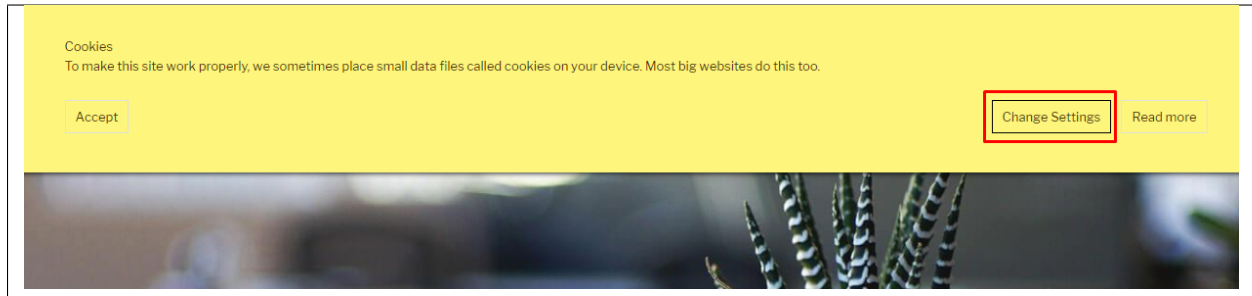 Cookies
To make this site work properly, we sometimes place small data files called cookies on your device. Most big websites do this too.
Accept
Change Settings
Read more